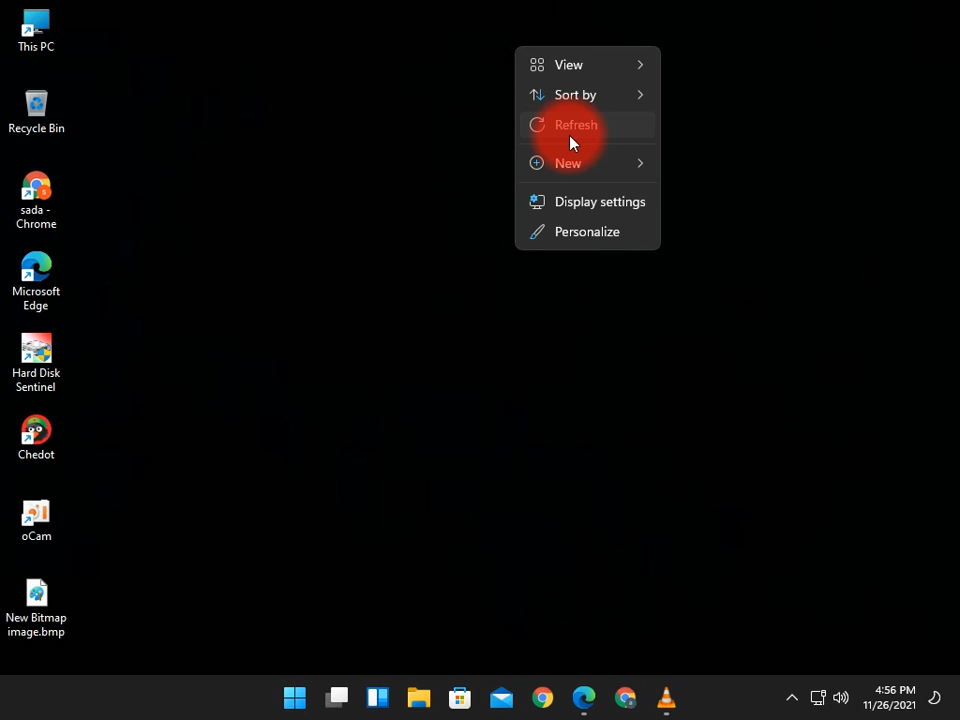 This PC
Recycle Bin
sada -
Chrome
Microsoft
Edge
Hard Disk
Sentinel
Chedot
oCam
New Bitmap
image.bmp
View
Sort by
Refresh
New
Display settings
Personalize
4:56 PM
11/26/2021